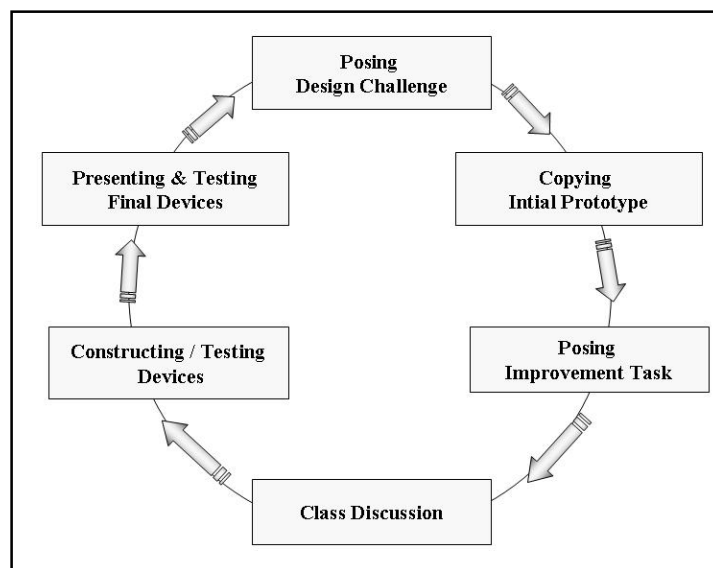 Posing
Design Challenge
Copying
Intial Prototype
Posing
Improvement Task
Class Discussion
Constructing / Testing
Devices
Presenting & Testing
Final Devices